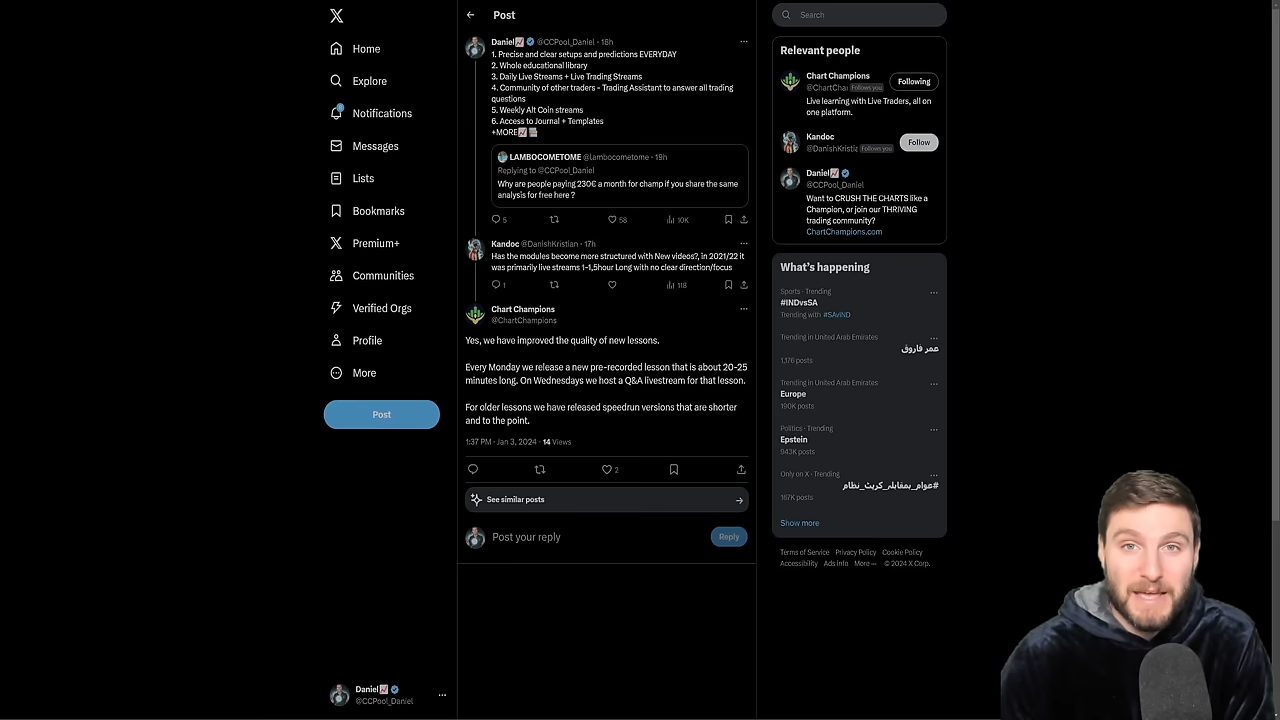 Home
Explore
Notifications
Messages
Lists
Bookmarks
Premium+
Communities
Verified Orgs
Profile
More
Post
Daniel
@CCPool_Daniel
Post
Daniel @CCPool_Daniel · 18h
1. Precise and clear setups and predictions EVERYDAY
2. Whole educational library
3. Daily Live Streams + Live Trading Streams
4. Community of other traders - Trading Assistant to answer all trading
questions
5. Weekly Alt Coin streams
6. Access to Journal + Templates
+MORE
LAMBOCOMETOME @lambocometome · 19h
Replying to @CCPool_Daniel
Why are people paying 230€ a month for champ if you share the same
analysis for free here ?
5 58 10K
Kandoc @DanishKristian · 17h
Has the modules become more structured with New videos?, in 2021/22 it
was primarily live streams 1-1,5hour Long with no clear direction/focus
1 118
Chart Champions
@ChartChampions
Yes, we have improved the quality of new lessons.
Every Monday we release a new pre-recorded lesson that is about 20-25
minutes long. On Wednesdays we host a Q&A livestream for that lesson.
For older lessons we have released speedrun versions that are shorter
and to the point.
1:37 PM · Jan 3, 2024 · 14 Views
2
See similar posts
Post your reply
Reply
Search
Relevant people
Chart Champions
@ChartChai Follows you
Following
Live learning with Live Traders, all on
one platform.
Kandoc
@DanishKristia Follows you
Follow
Daniel
@CCPool_Daniel
Want to CRUSH THE CHARTS like a
Champion, or join our THRIVING
trading community?
ChartChampions.com
What's happening
Sports · Trending
#INDvsSA
Trending with #SAvIND
Trending in United Arab Emirates
عمر فاروق
1,176 posts
Trending in United Arab Emirates
Europe
190K posts
Politics · Trending
Epstein
943K posts
Only on X · Trending
#عوام_بمقابلہ_کرپٹ_نظام
167K posts
Show more
Terms of Service Privacy Policy Cookie Policy
Accessibility Ads info More ··· © 2024 X Corp.